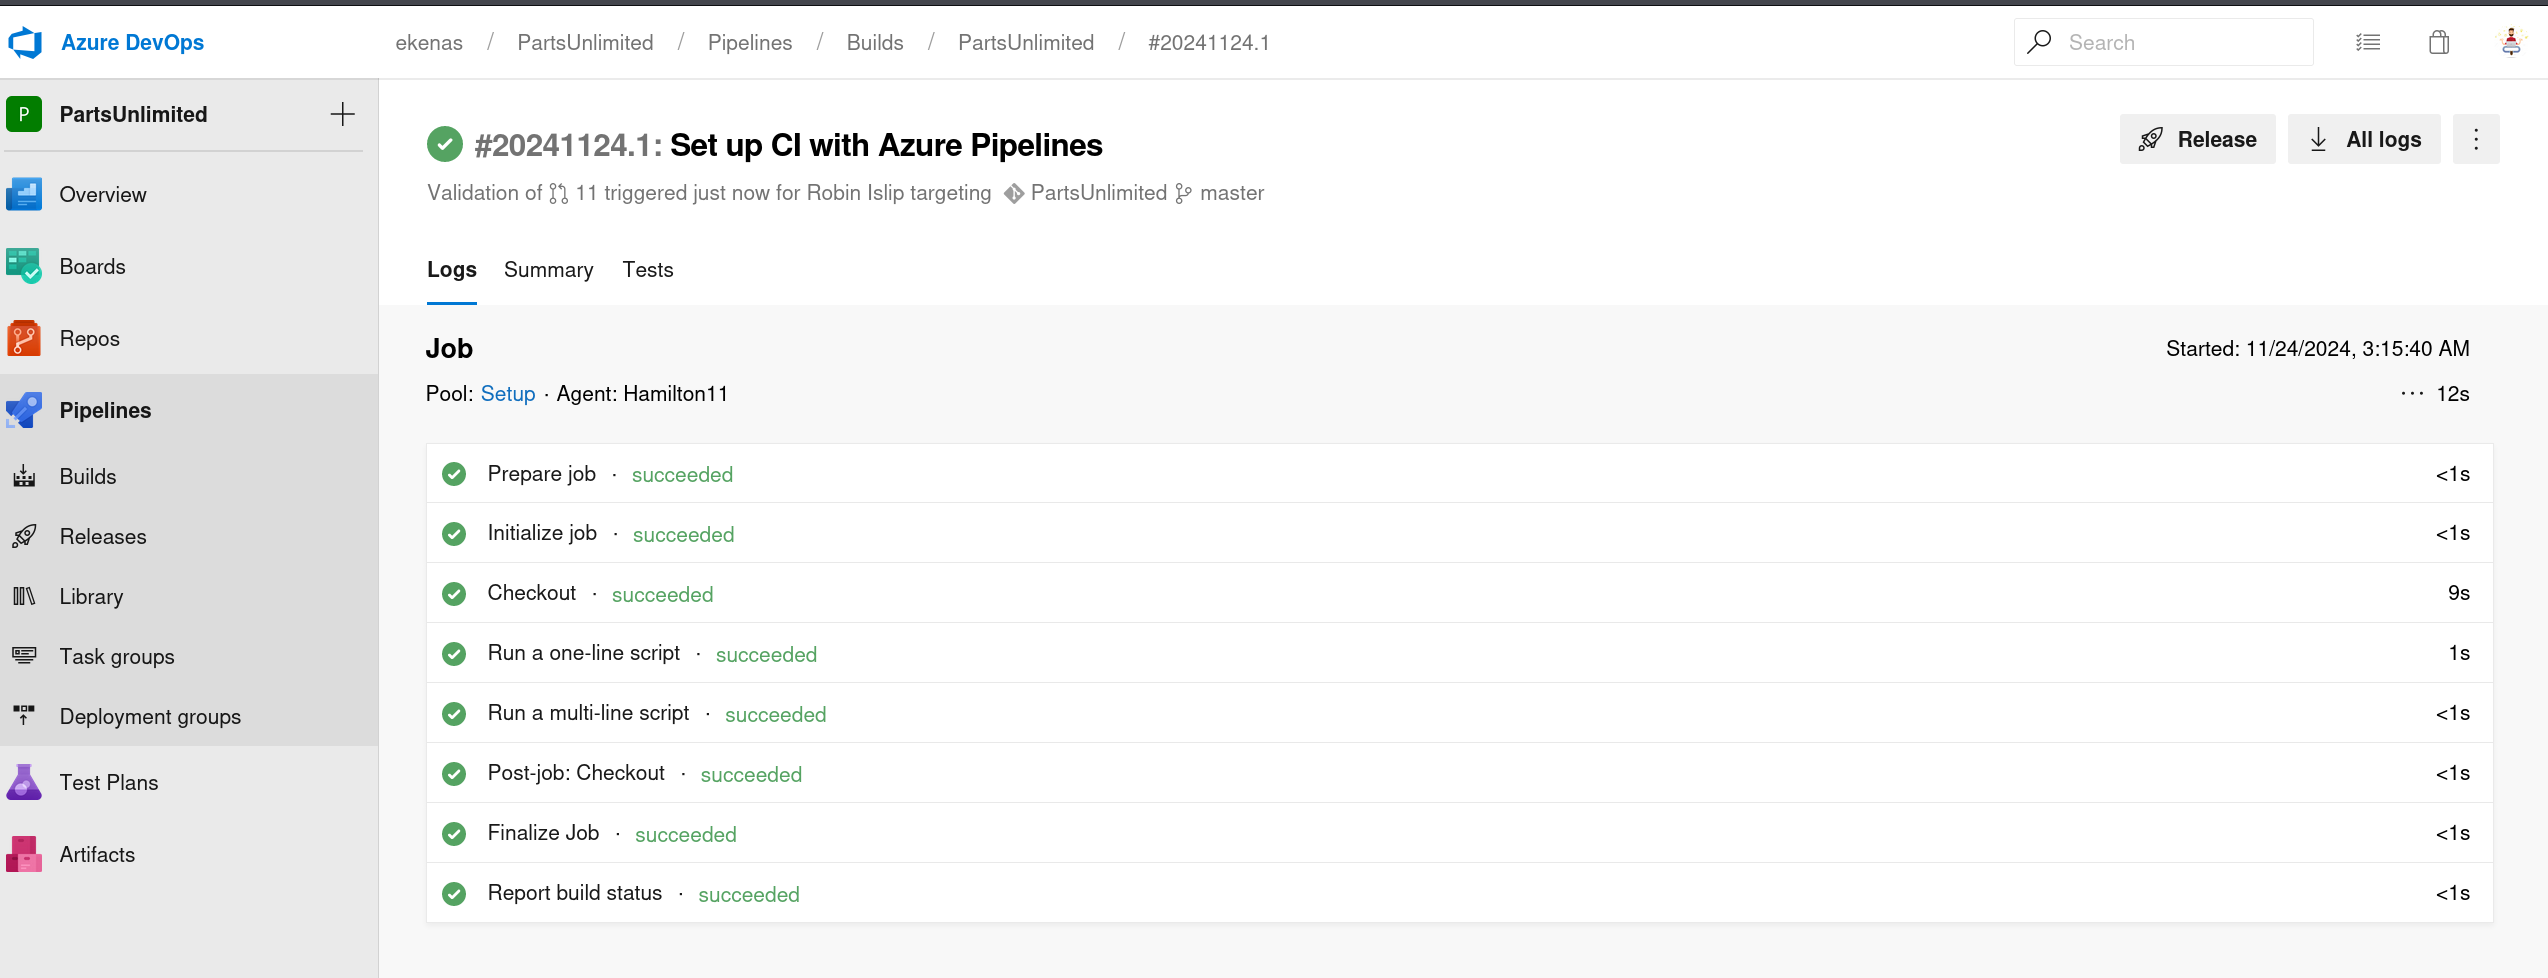 Azure DevOps
ekenas / PartsUnlimited / Pipelines / Builds / PartsUnlimited / #20241124.1
Search
P PartsUnlimited
Overview
Boards
Repos
Pipelines
Builds
Releases
Library
Task groups
Deployment groups
Test Plans
Artifacts
#20241124.1: Set up CI with Azure Pipelines
Validation of 11 triggered just now for Robin Islip targeting PartsUnlimited master
Release
All logs
Logs Summary Tests
Job
Started: 11/24/2024, 3:15:40 AM
Pool: Setup · Agent: Hamilton11
··· 12s
Prepare job · succeeded <1s
Initialize job · succeeded <1s
Checkout · succeeded 9s
Run a one-line script · succeeded 1s
Run a multi-line script · succeeded <1s
Post-job: Checkout · succeeded <1s
Finalize Job · succeeded <1s
Report build status · succeeded <1s